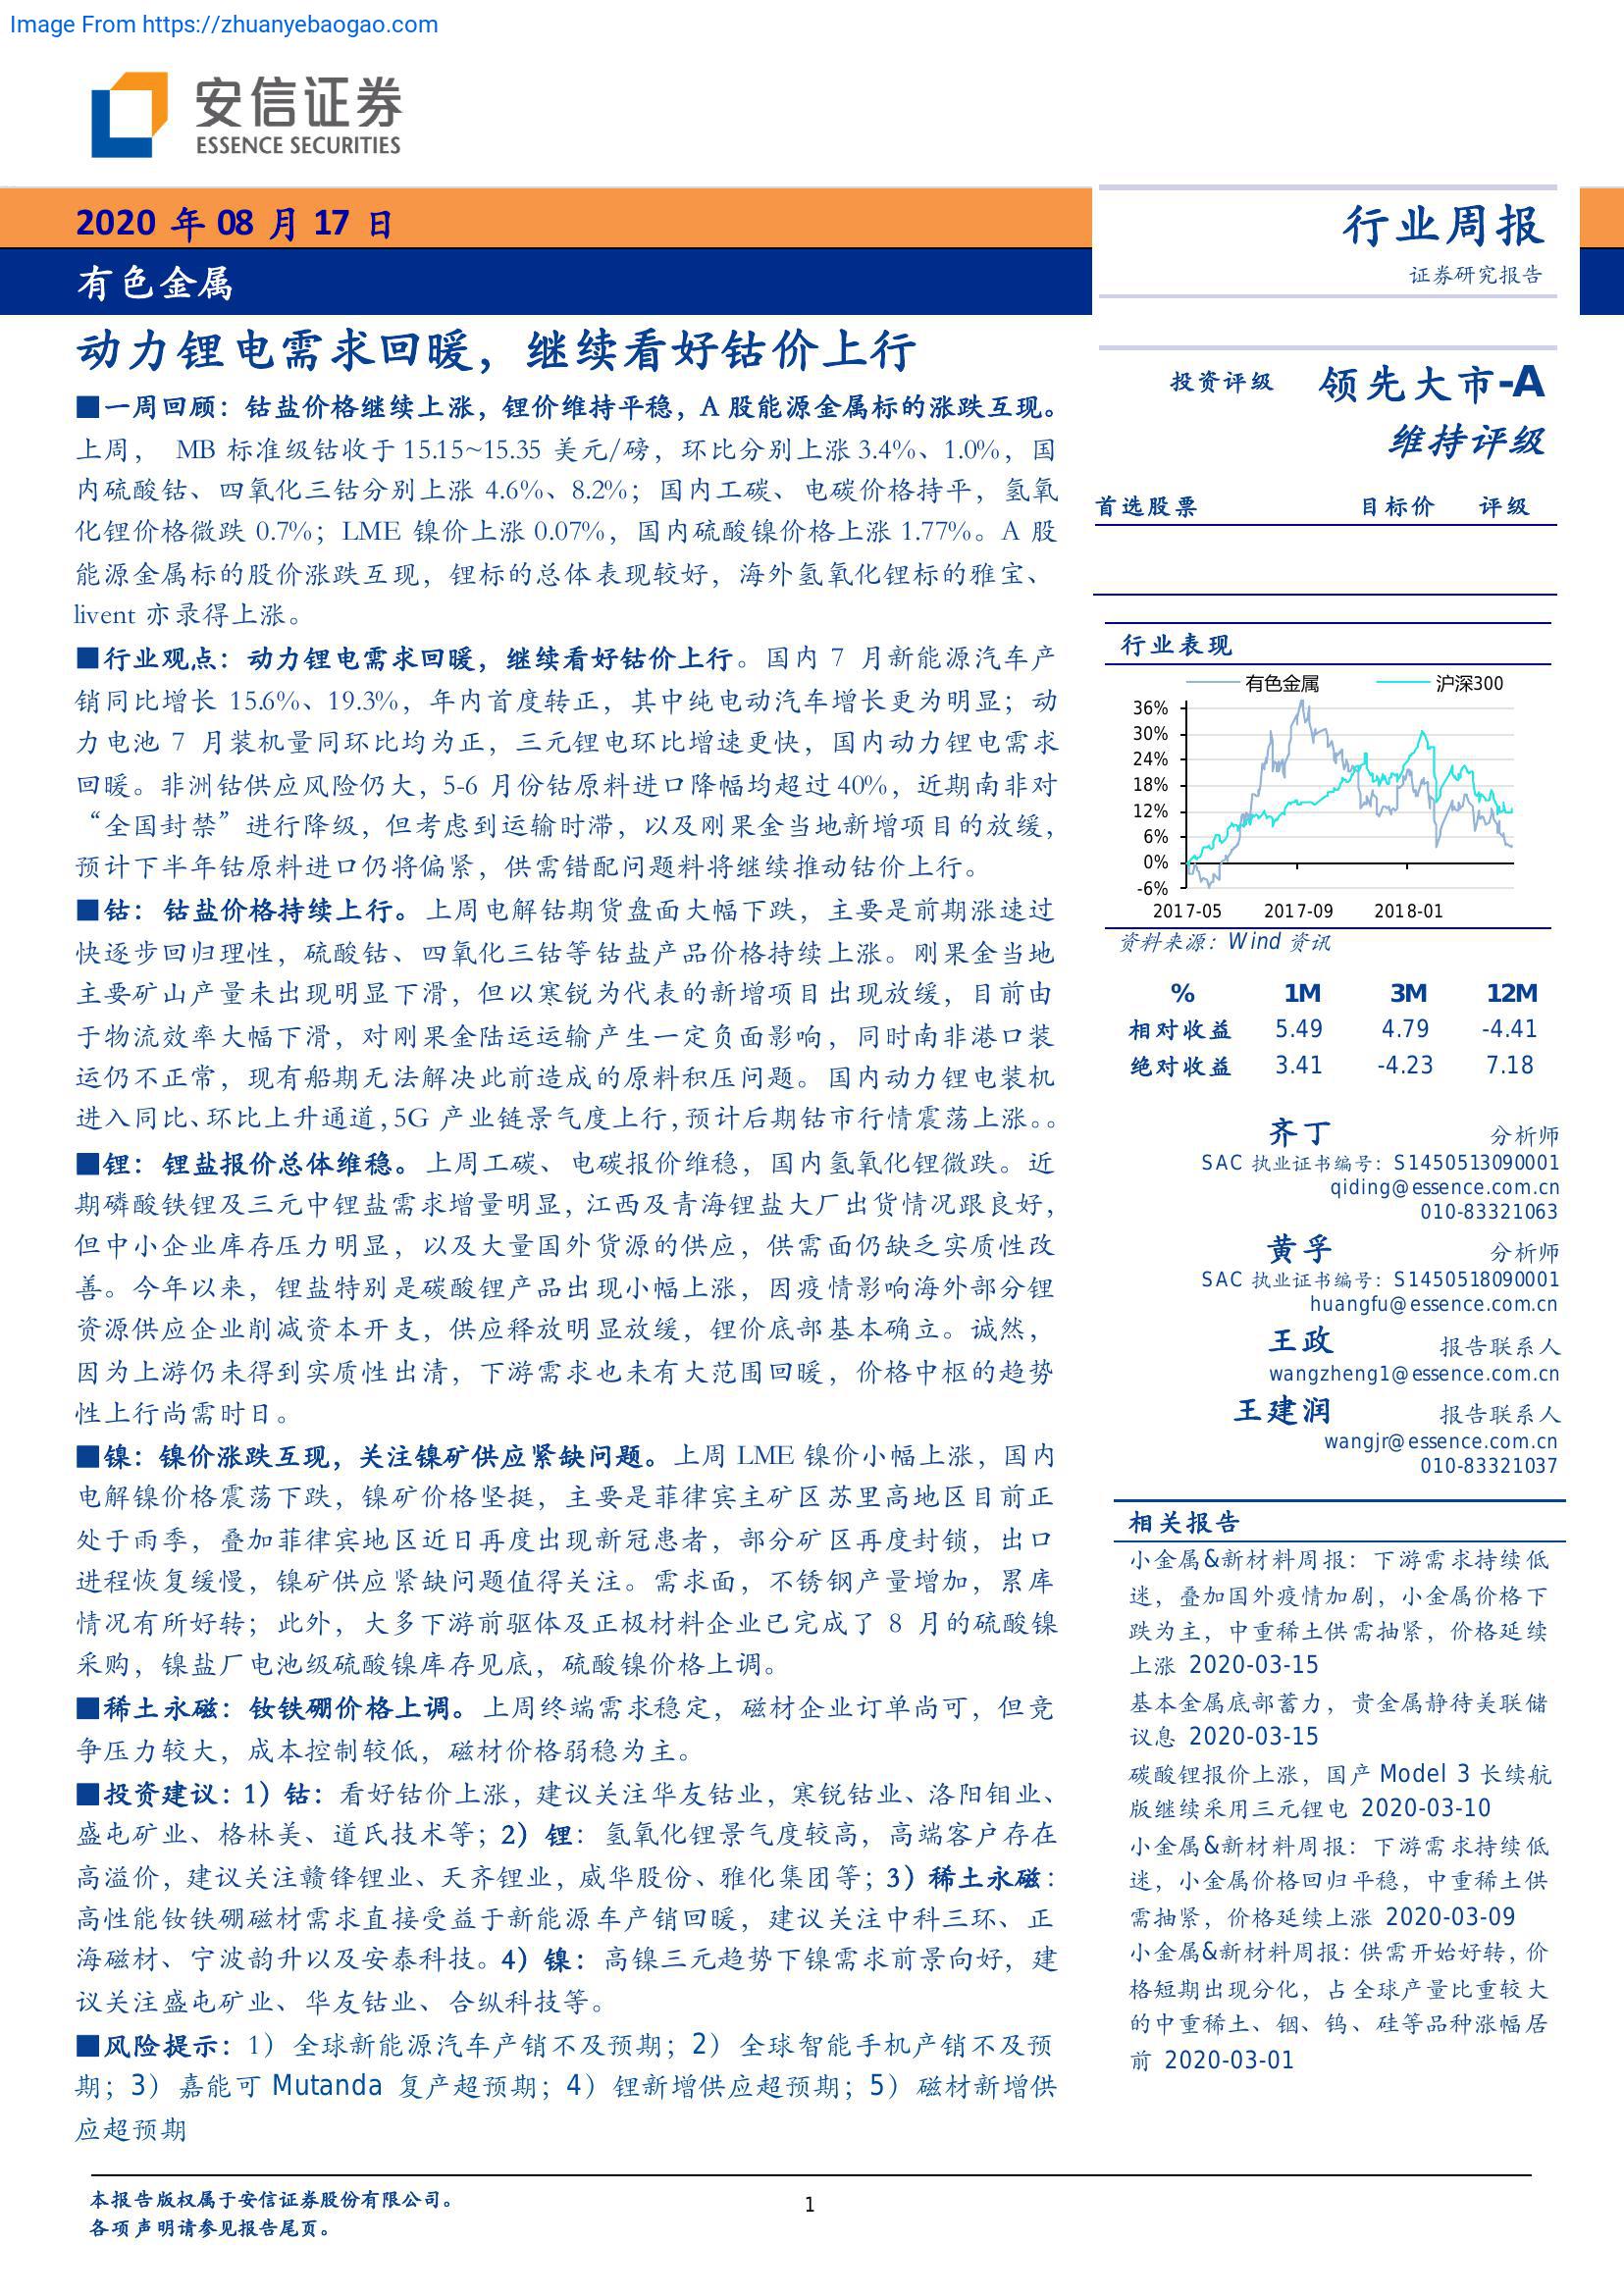 Image From https://zhuanyebaogao.com
安信证券
ESSENCE SECURITIES
2020 年 08 月 17 日
有色金属
动力锂电需求回暖，继续看好钴价上行
■一周回顾：钴盐价格继续上涨，锂价维持平稳，A 股能源金属标的涨跌互现。
上周， MB 标准级钴收于 15.15~15.35 美元/磅，环比分别上涨 3.4%、1.0%，国
内硫酸钴、四氧化三钴分别上涨 4.6%、8.2%；国内工碳、电碳价格持平，氢氧
化锂价格微跌 0.7%；LME 镍价上涨 0.07%，国内硫酸镍价格上涨 1.77%。A 股
能源金属标的股价涨跌互现，锂标的总体表现较好，海外氢氧化锂标的雅宝、
livent 亦录得上涨。
■行业观点：动力锂电需求回暖，继续看好钴价上行。国内 7 月新能源汽车产
销同比增长 15.6%、19.3%，年内首度转正，其中纯电动汽车增长更为明显；动
力电池 7 月装机量同环比均为正，三元锂电环比增速更快，国内动力锂电需求
回暖。非洲钴供应风险仍大，5-6 月份钴原料进口降幅均超过 40%，近期南非对
“全国封禁”进行降级，但考虑到运输时滞，以及刚果金当地新增项目的放缓，
预计下半年钴原料进口仍将偏紧，供需错配问题料将继续推动钴价上行。
■钴：钴盐价格持续上行。上周电解钴期货盘面大幅下跌，主要是前期涨速过
快逐步回归理性，硫酸钴、四氧化三钴等钴盐产品价格持续上涨。刚果金当地
主要矿山产量未出现明显下滑，但以寒锐为代表的新增项目出现放缓，目前由
于物流效率大幅下滑，对刚果金陆运运输产生一定负面影响，同时南非港口装
运仍不正常，现有船期无法解决此前造成的原料积压问题。国内动力锂电装机
进入同比、环比上升通道，5G 产业链景气度上行，预计后期钴市行情震荡上涨。。
■锂：锂盐报价总体维稳。上周工碳、电碳报价维稳，国内氢氧化锂微跌。近
期磷酸铁锂及三元中锂盐需求增量明显，江西及青海锂盐大厂出货情况跟良好，
但中小企业库存压力明显，以及大量国外货源的供应，供需面仍缺乏实质性改
善。今年以来，锂盐特别是碳酸锂产品出现小幅上涨，因疫情影响海外部分锂
资源供应企业削减资本开支，供应释放明显放缓，锂价底部基本确立。诚然，
因为上游仍未得到实质性出清，下游需求也未有大范围回暖，价格中枢的趋势
性上行尚需时日。
■镍：镍价涨跌互现，关注镍矿供应紧缺问题。上周 LME 镍价小幅上涨，国内
电解镍价格震荡下跌，镍矿价格坚挺，主要是菲律宾主矿区苏里高地区目前正
处于雨季，叠加菲律宾地区近日再度出现新冠患者，部分矿区再度封锁，出口
进程恢复缓慢，镍矿供应紧缺问题值得关注。需求面，不锈钢产量增加，累库
情况有所好转；此外，大多下游前驱体及正极材料企业已完成了 8 月的硫酸镍
采购，镍盐厂电池级硫酸镍库存见底，硫酸镍价格上调。
■稀土永磁：钕铁硼价格上调。上周终端需求稳定，磁材企业订单尚可，但竞
争压力较大，成本控制较低，磁材价格弱稳为主。
■投资建议：1）钴：看好钴价上涨，建议关注华友钴业，寒锐钴业、洛阳钼业、
盛屯矿业、格林美、道氏技术等；2）锂：氢氧化锂景气度较高，高端客户存在
高溢价，建议关注赣锋锂业、天齐锂业，威华股份、雅化集团等；3）稀土永磁：
高性能钕铁硼磁材需求直接受益于新能源车产销回暖，建议关注中科三环、正
海磁材、宁波韵升以及安泰科技。4）镍：高镍三元趋势下镍需求前景向好，建
议关注盛屯矿业、华友钴业、合纵科技等。
■风险提示：1）全球新能源汽车产销不及预期；2）全球智能手机产销不及预
期；3）嘉能可 Mutanda 复产超预期；4）锂新增供应超预期；5）磁材新增供
应超预期
行业周报
证券研究报告
投资评级 领先大市-A
维持评级
首选股票 目标价 评级
行业表现
有色金属 沪深300
36%
30%
24%
18%
12%
6%
0%
-6%
2017-05 2017-09 2018-01
资料来源：Wind 资讯
% 1M 3M 12M
相对收益 5.49 4.79 -4.41
绝对收益 3.41 -4.23 7.18
齐丁 分析师
SAC 执业证书编号：S1450513090001
qiding@essence.com.cn
010-83321063
黄孚 分析师
SAC 执业证书编号：S1450518090001
huangfu@essence.com.cn
王政 报告联系人
wangzheng1@essence.com.cn
王建润 报告联系人
wangjr@essence.com.cn
010-83321037
相关报告
小金属&新材料周报：下游需求持续低
迷，叠加国外疫情加剧，小金属价格下
跌为主，中重稀土供需抽紧，价格延续
上涨 2020-03-15
基本金属底部蓄力，贵金属静待美联储
议息 2020-03-15
碳酸锂报价上涨，国产 Model 3 长续航
版继续采用三元锂电 2020-03-10
小金属&新材料周报：下游需求持续低
迷，小金属价格回归平稳，中重稀土供
需抽紧，价格延续上涨 2020-03-09
小金属&新材料周报：供需开始好转，价
格短期出现分化，占全球产量比重较大
的中重稀土、铟、钨、硅等品种涨幅居
前 2020-03-01
本报告版权属于安信证券股份有限公司。
各项声明请参见报告尾页。
1